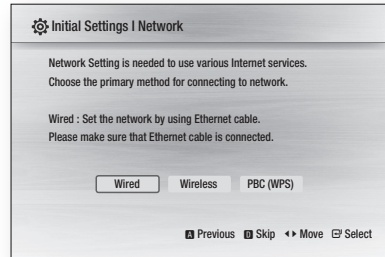 Initial Settings I Network
Network Setting is needed to use various Internet services.
Choose the primary method for connecting to network.
Wired : Set the network by using Ethernet cable.
Please make sure that Ethernet cable is connected.
Wired Wireless PBC (WPS)
A Previous D Skip ◄► Move Select